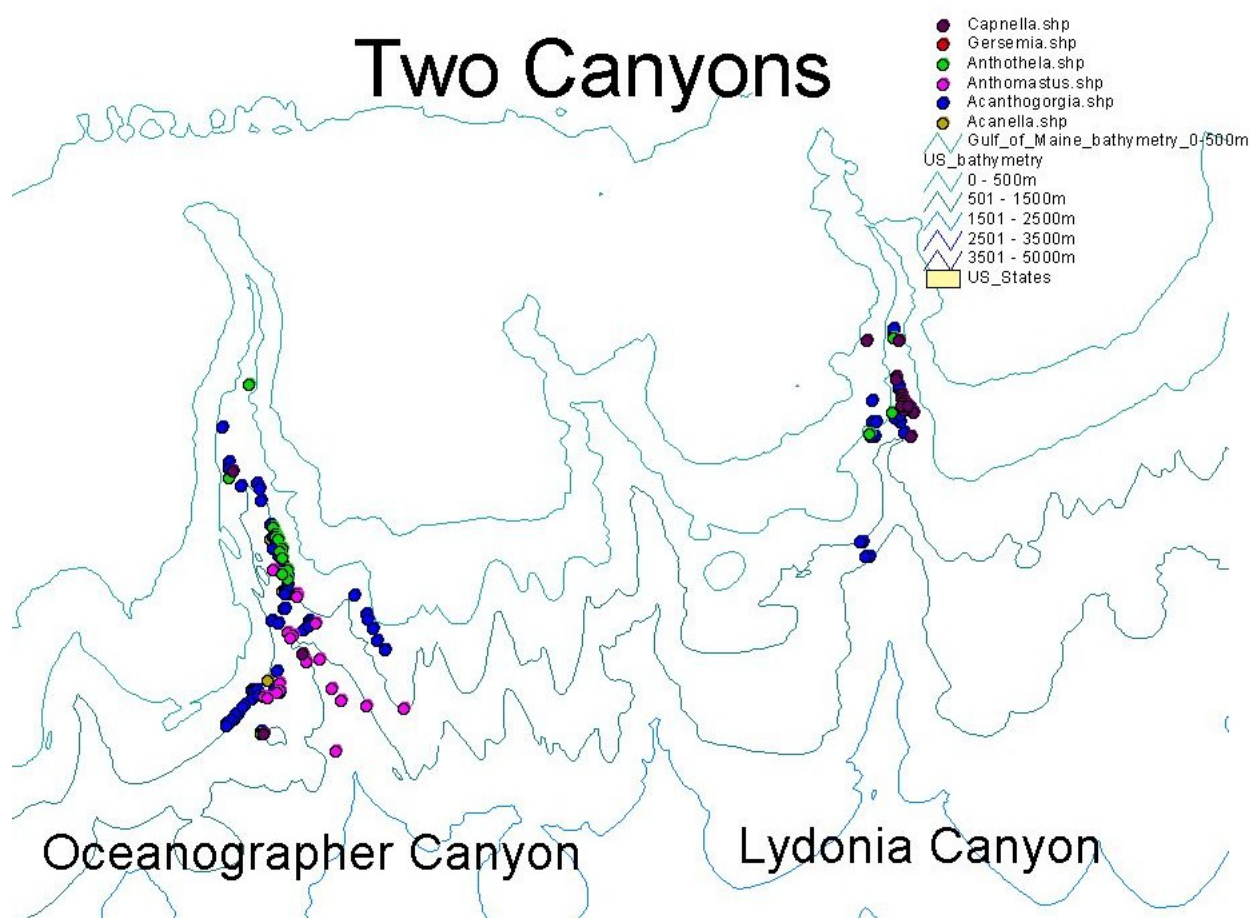 Two Canyons
Capnella.shp
Gersemia.shp
Anthothela.shp
Anthomastus.shp
Acanthogorgia.shp
Acanella.shp
Gulf_of_Maine_bathymetry_0-500m
US_bathymetry
0 - 500m
501 - 1500m
1501 - 2500m
2501 - 3500m
3501 - 5000m
US_States
Oceanographer Canyon
Lydonia Canyon